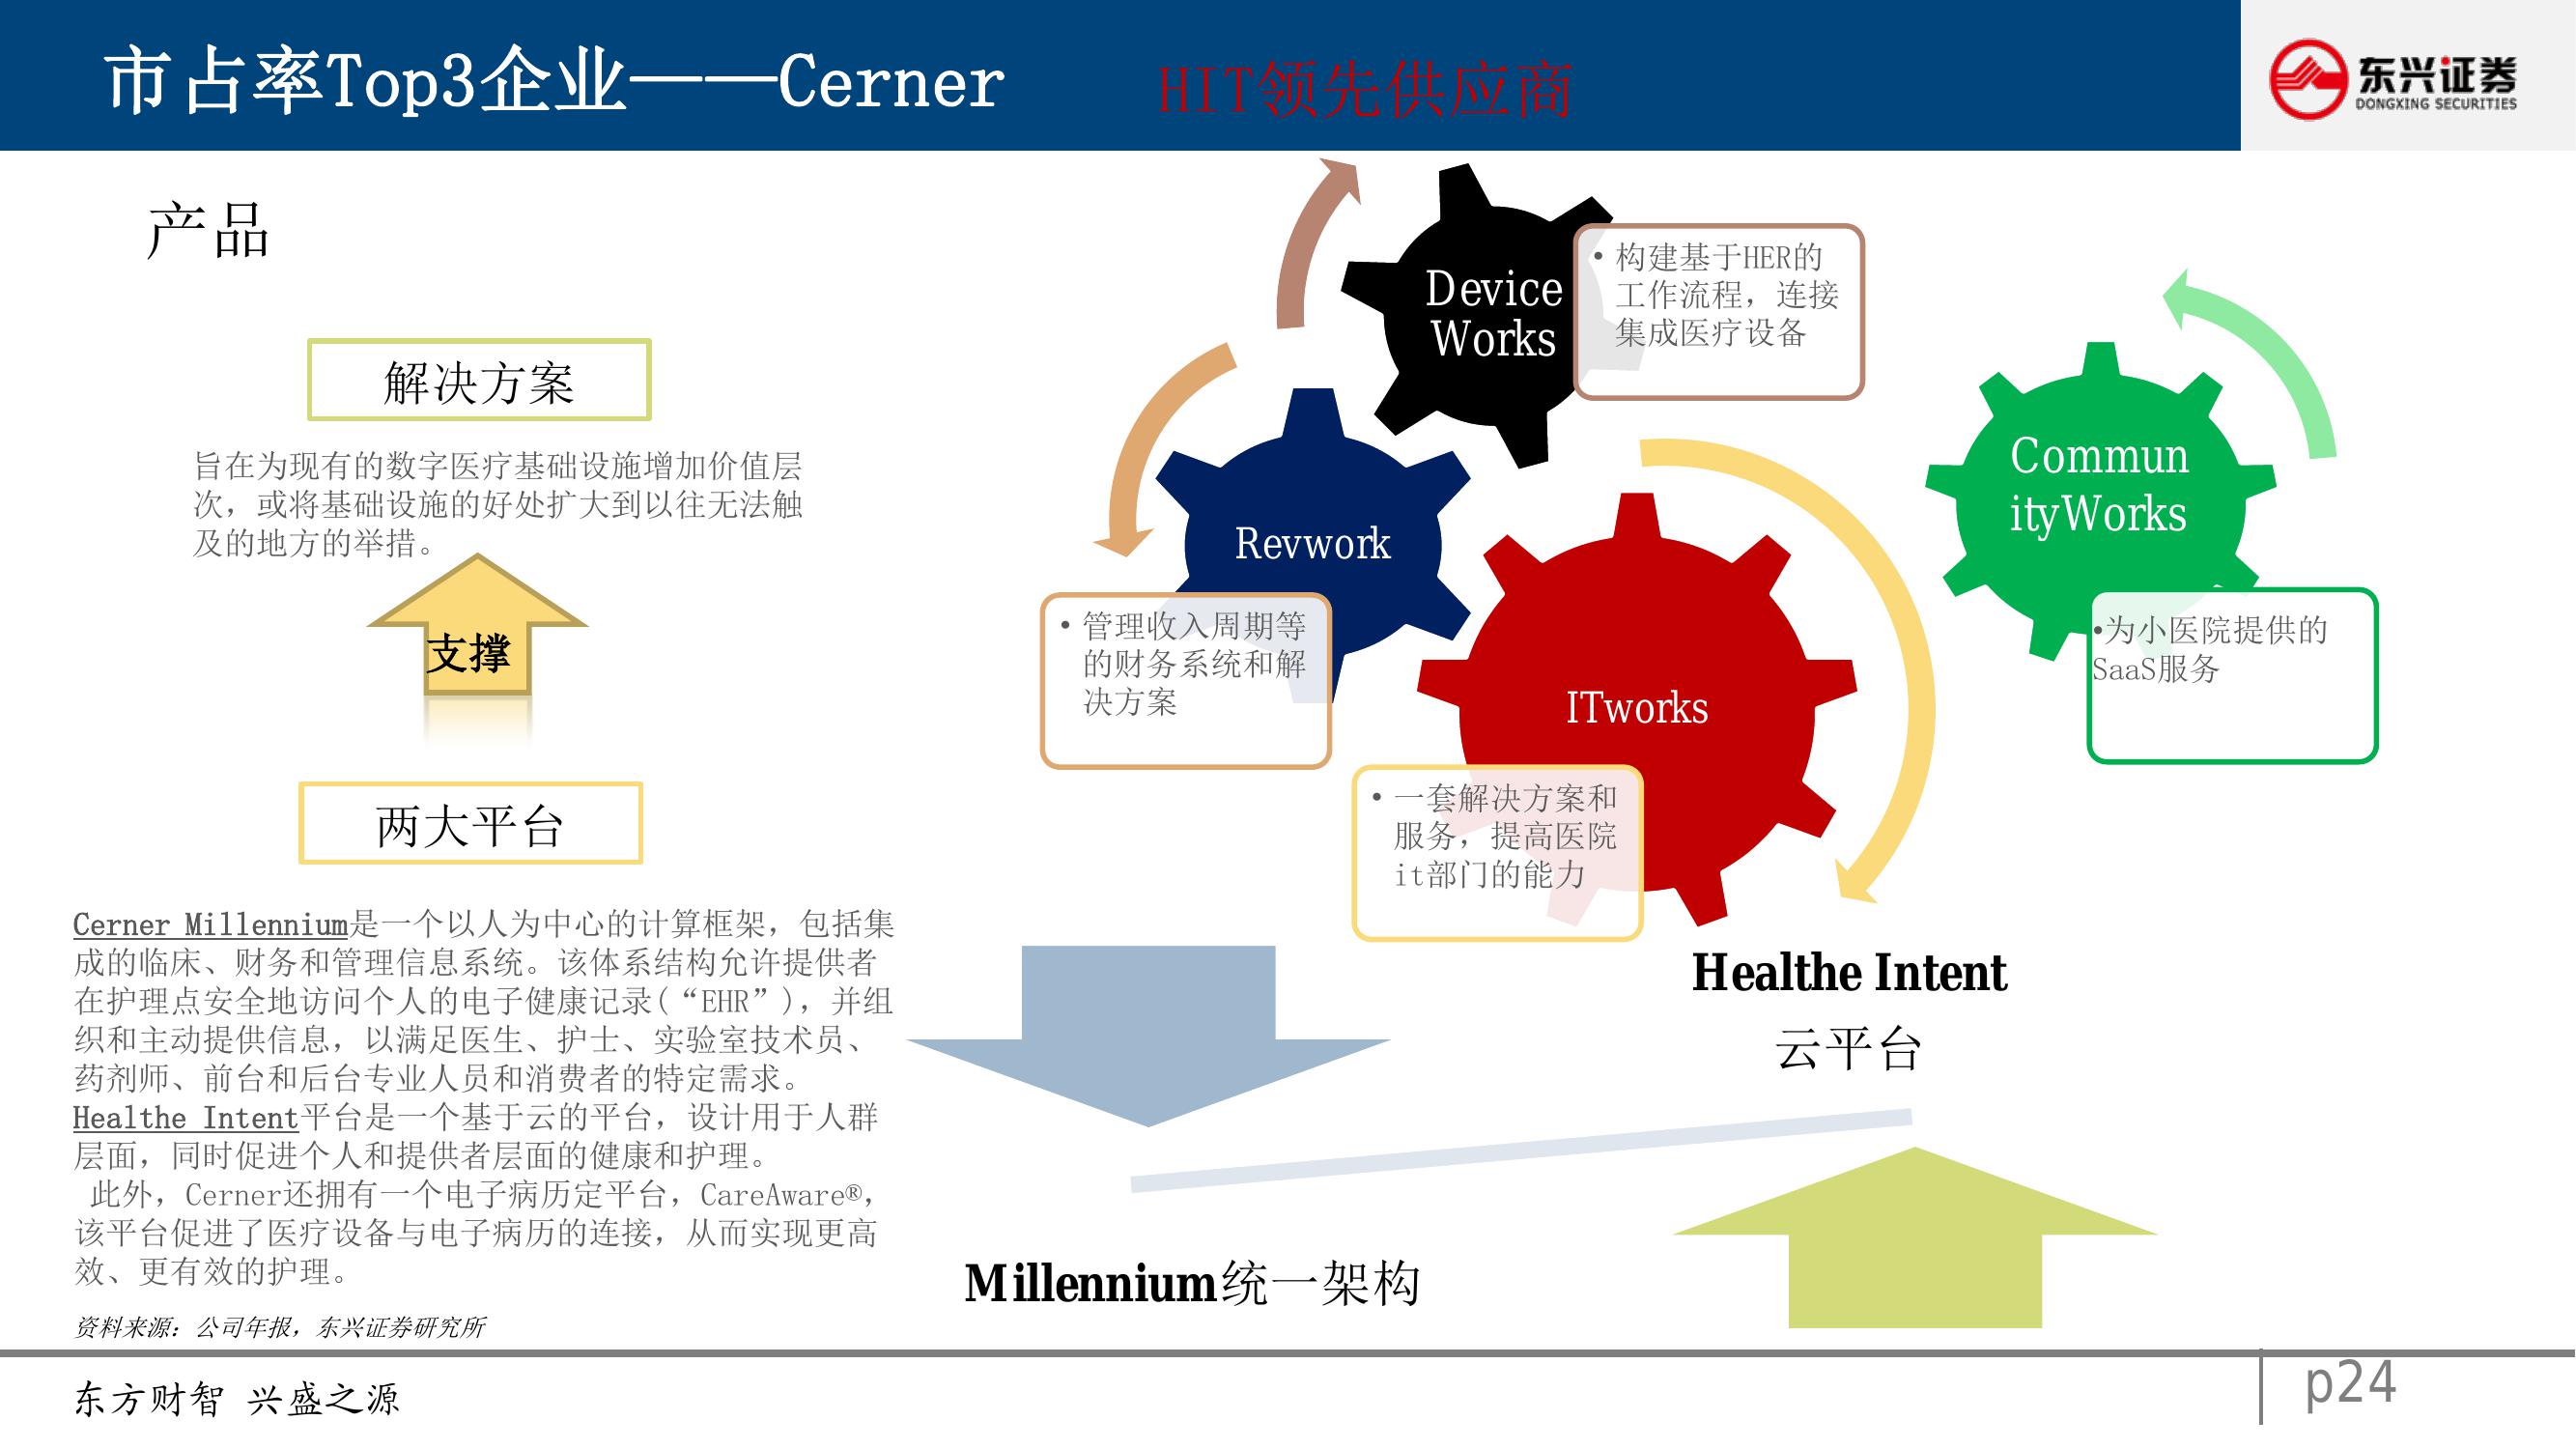 市占率Top3企业——Cerner
HIT领先供应商
东兴证券
DONGXING SECURITIES
产品
解决方案
旨在为现有的数字医疗基础设施增加价值层
次，或将基础设施的好处扩大到以往无法触
及的地方的举措。
支撑
两大平台
Cerner Millennium是一个以人为中心的计算框架，包括集
成的临床、财务和管理信息系统。该体系结构允许提供者
在护理点安全地访问个人的电子健康记录(“EHR”)，并组
织和主动提供信息，以满足医生、护士、实验室技术员、
药剂师、前台和后台专业人员和消费者的特定需求。
Healthe Intent平台是一个基于云的平台，设计用于人群
层面，同时促进个人和提供者层面的健康和护理。
此外，Cerner还拥有一个电子病历定平台，CareAware®，
该平台促进了医疗设备与电子病历的连接，从而实现更高
效、更有效的护理。
资料来源：公司年报，东兴证券研究所
Device
Works
•构建基于HER的
工作流程，连接
集成医疗设备
Revwork
•管理收入周期等
的财务系统和解
决方案
ITworks
•一套解决方案和
服务，提高医院
it部门的能力
Commun
ityWorks
•为小医院提供的
SaaS服务
Healthe Intent
云平台
Millennium统一架构
东方财智 兴盛之源
p24